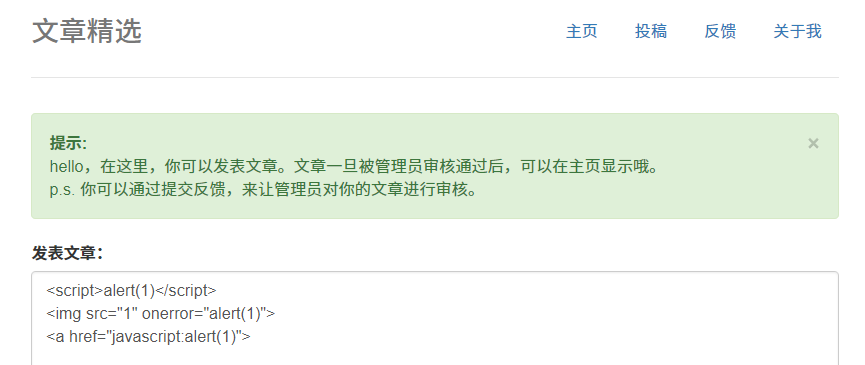 文章精选
主页 投稿 反馈 关于我
提示: ×
hello，在这里，你可以发表文章。文章一旦被管理员审核通过后，可以在主页显示哦。
p.s. 你可以通过提交反馈，来让管理员对你的文章进行审核。
发表文章：
<script>alert(1)</script>
<img src="1" onerror="alert(1)">
<a href="javascript:alert(1)">